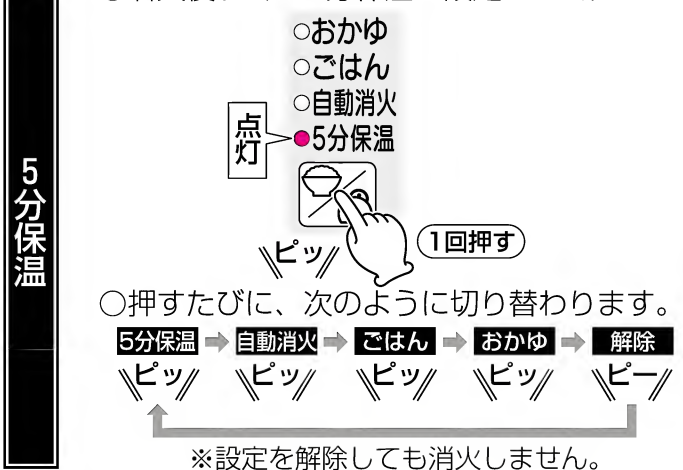 ○おかゆ
○ごはん
○自動消火
点灯
●5分保温
5分保温
1回押す
ピッ
○押すたびに、次のように切り替わります。
5分保温 ⇒ 自動消火 ⇒ ごはん ⇒ おかゆ ⇒ 解除
ピッ ピッ ピッ ピッ ピー
※設定を解除しても消火しません。